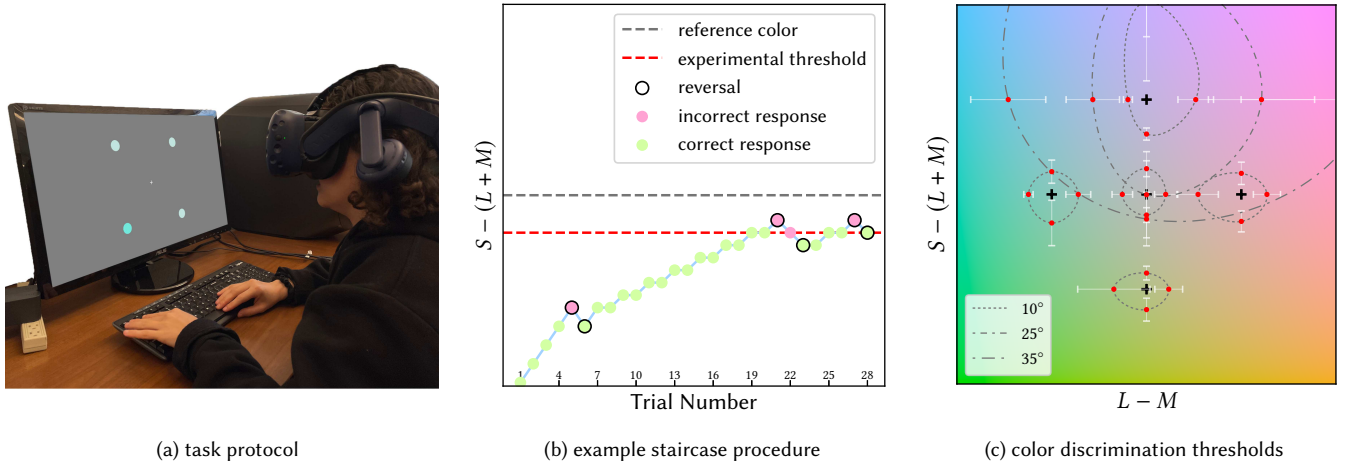 reference color
experimental threshold
reversal
incorrect response
correct response
S − (L + M)
1 4 7 10 13 16 19 22 25 28
Trial Number
S − (L + M)
10°
25°
35°
L − M
(a) task protocol
(b) example staircase procedure
(c) color discrimination thresholds